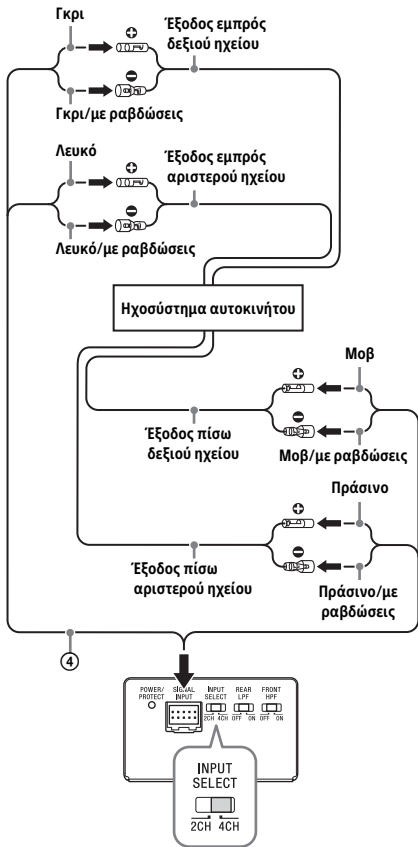 Γκρι
Έξοδος εμπρός
δεξιού ηχείου
Γκρι/με ραβδώσεις
Λευκό
Έξοδος εμπρός
αριστερού ηχείου
Λευκό/με ραβδώσεις
Ηχοσύστημα αυτοκινήτου
Μοβ
Έξοδος πίσω
δεξιού ηχείου
Μοβ/με ραβδώσεις
Πράσινο
Έξοδος πίσω
αριστερού ηχείου
Πράσινο/με
ραβδώσεις
4
POWER/
PROTECT
SIGNAL
INPUT
INPUT
SELECT
2CH 4CH
REAR
LPF
OFF ON
FRONT
HPF
OFF ON
INPUT
SELECT
2CH 4CH